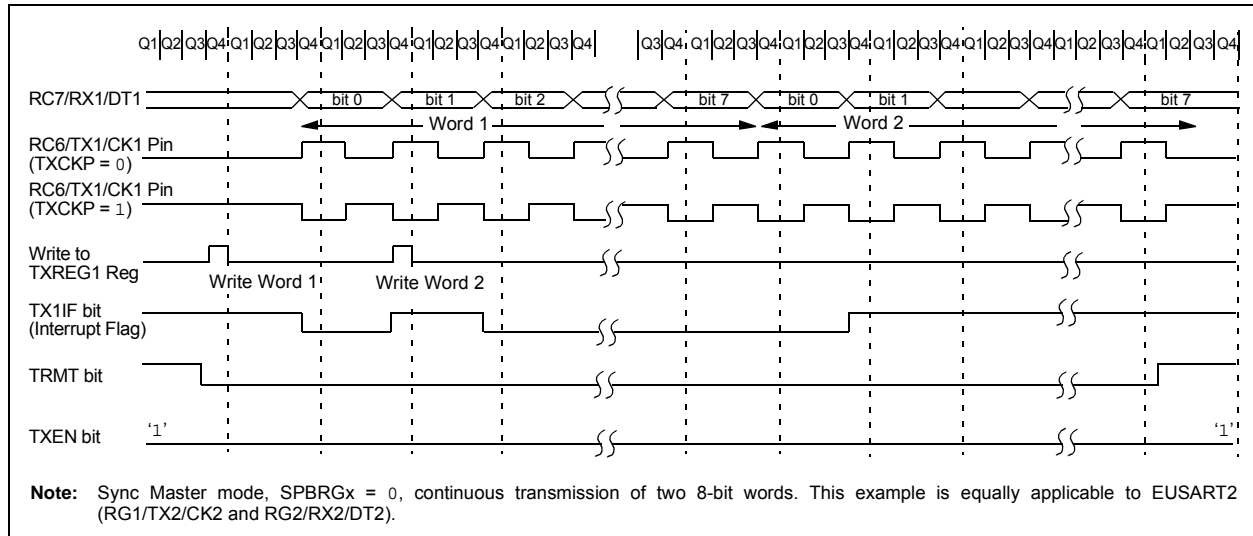 Q1|Q2|Q3|Q4 Q1|Q2|Q3|Q4 Q1|Q2|Q3|Q4 Q1|Q2|Q3|Q4 Q1|Q2|Q3|Q4 Q3|Q4 Q1|Q2|Q3|Q4 Q1|Q2|Q3|Q4 Q1|Q2|Q3|Q4 Q1|Q2|Q3|Q4 Q1|Q2|Q3|Q4 Q1|Q2|Q3|Q4
RC7/RX1/DT1 bit 0 bit 1 bit 2 bit 7 bit 0 bit 1 bit 7
Word 1 Word 2
RC6/TX1/CK1 Pin
(TXCKP = 0)
RC6/TX1/CK1 Pin
(TXCKP = 1)
Write to
TXREG1 Reg
Write Word 1 Write Word 2
TX1IF bit
(Interrupt Flag)
TRMT bit
TXEN bit ‘1’ ‘1’
Note: Sync Master mode, SPBRGx = 0, continuous transmission of two 8-bit words. This example is equally applicable to EUSART2
(RG1/TX2/CK2 and RG2/RX2/DT2).